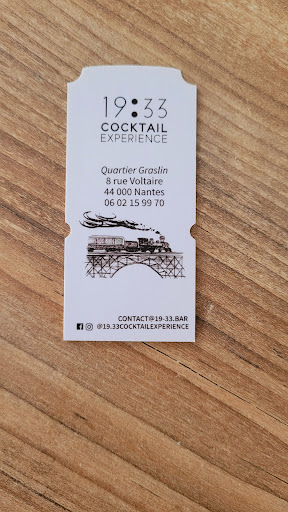 19:33
COCKTAIL
EXPERIENCE
Quartier Graslin
8 rue Voltaire
44 000 Nantes
06 02 15 99 70
CONTACT@19-33.BAR
@19.33COCKTAILEXPERIENCE